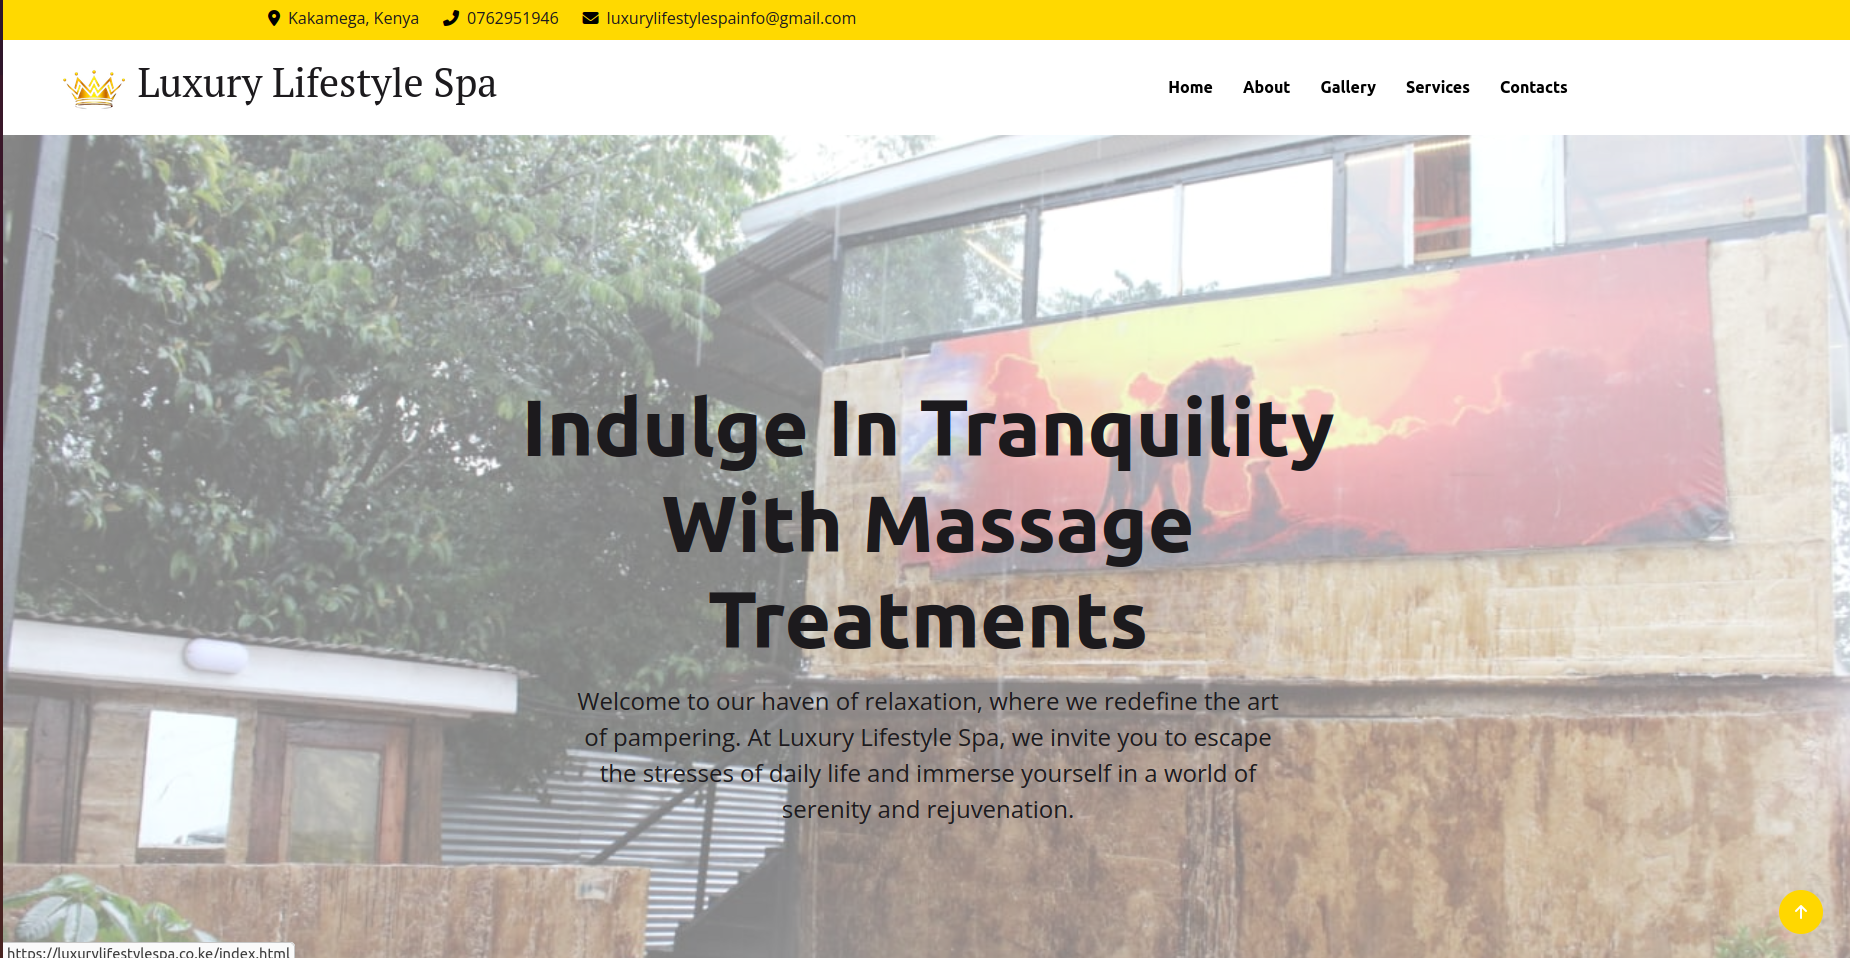 Kakamega, Kenya 0762951946 luxurylifestylespainfo@gmail.com
Luxury Lifestyle Spa
Home About Gallery Services Contacts
Indulge In Tranquility
With Massage
Treatments
Welcome to our haven of relaxation, where we redefine the art
of pampering. At Luxury Lifestyle Spa, we invite you to escape
the stresses of daily life and immerse yourself in a world of
serenity and rejuvenation.
https://luxurylifestylespa.co.ke/index.html